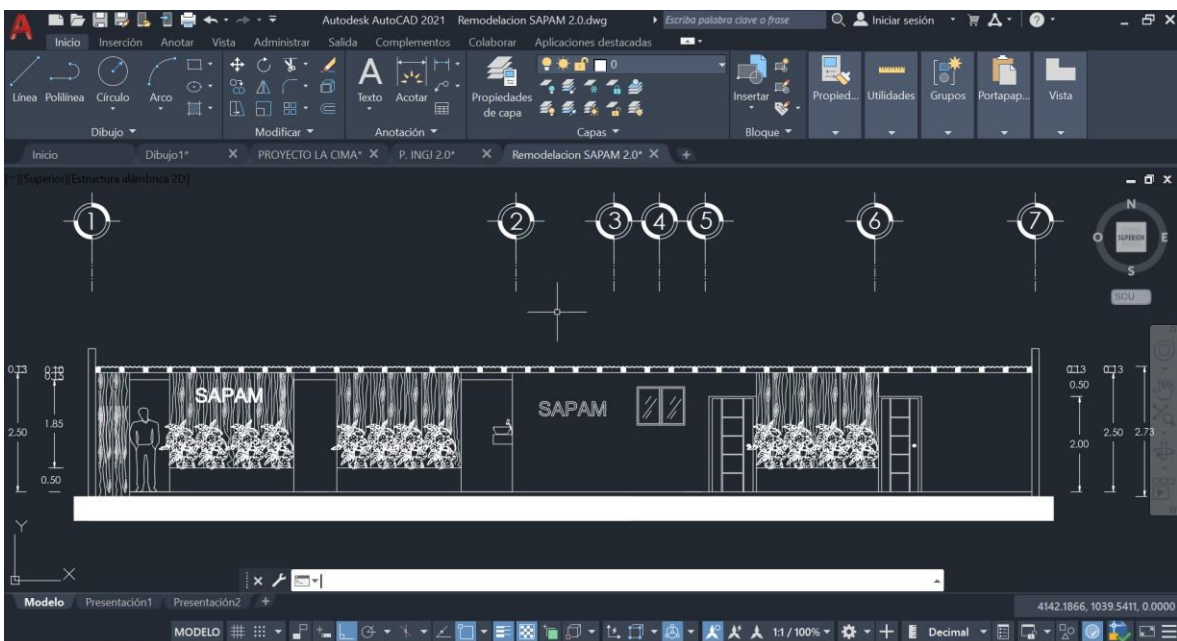 Autodesk AutoCAD 2021 Remodelacion SAPAM 2.0.dwg Escriba palabra clave o frase Iniciar sesión
Inicio Inserción Anotar Vista Administrar Salida Complementos Colaborar Aplicaciones destacadas
Línea Polilínea Círculo Arco Texto Acotar Propiedades de capa 0 Insertar Propied... Utilidades Grupos Portapap... Vista
Dibujo Modificar Anotación Capas Bloque
Inicio Dibujo1* PROYECTO LA CIMA* P. INGJ 2.0* Remodelacion SAPAM 2.0*
[−][Superior][Estructura alámbrica 2D]
N
1 2 3 4 5 6 7
O SUPERIOR E
S
SCU
0.13 0.13 0.13
0.50
SAPAM
1.85 SAPAM
2.50 2.50 2.73
2.00
0.50
Y
X
Modelo Presentación1 Presentación2 4142.1866, 1039.5411, 0.0000
MODELO 1:1 / 100% Decimal